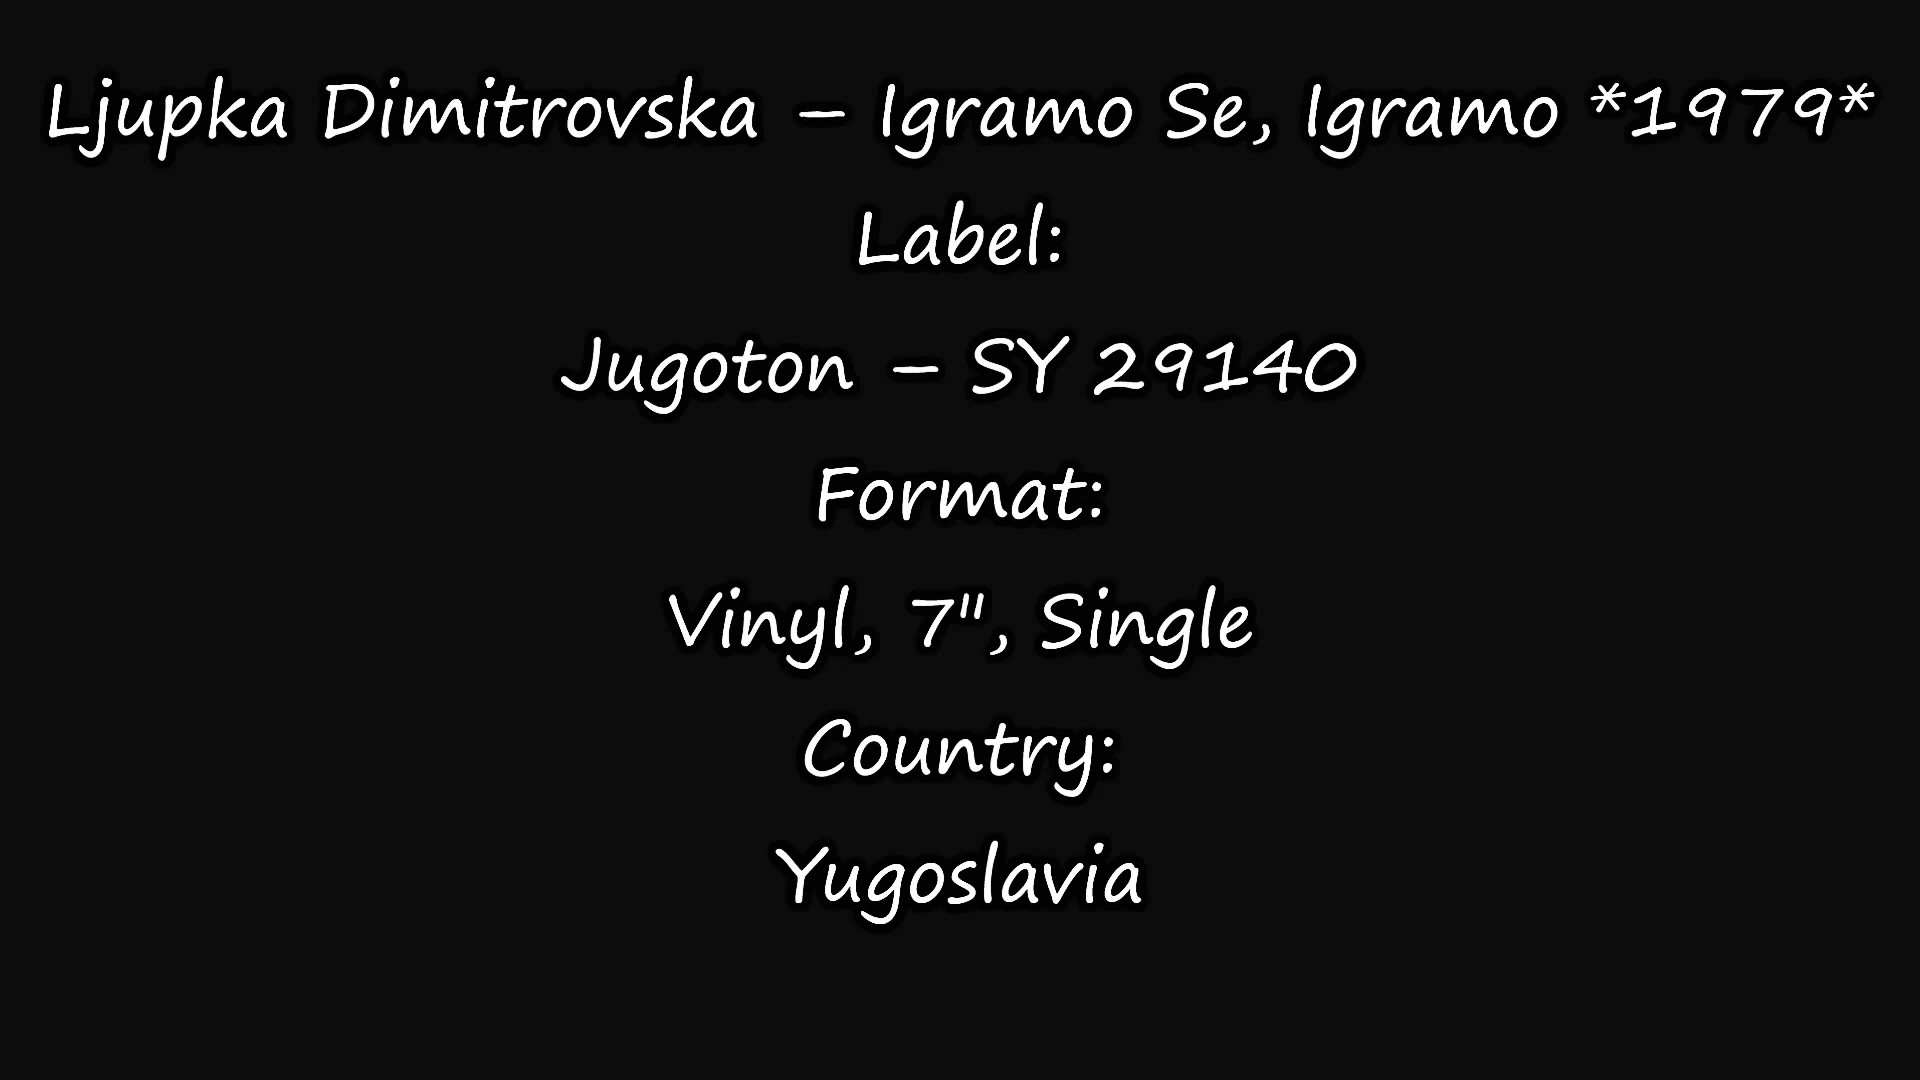 Ljupka Dimitrovska – Igramo Se, Igramo *1979*
Label:
Jugoton – SY 29140
Format:
Vinyl, 7", Single
Country:
Yugoslavia